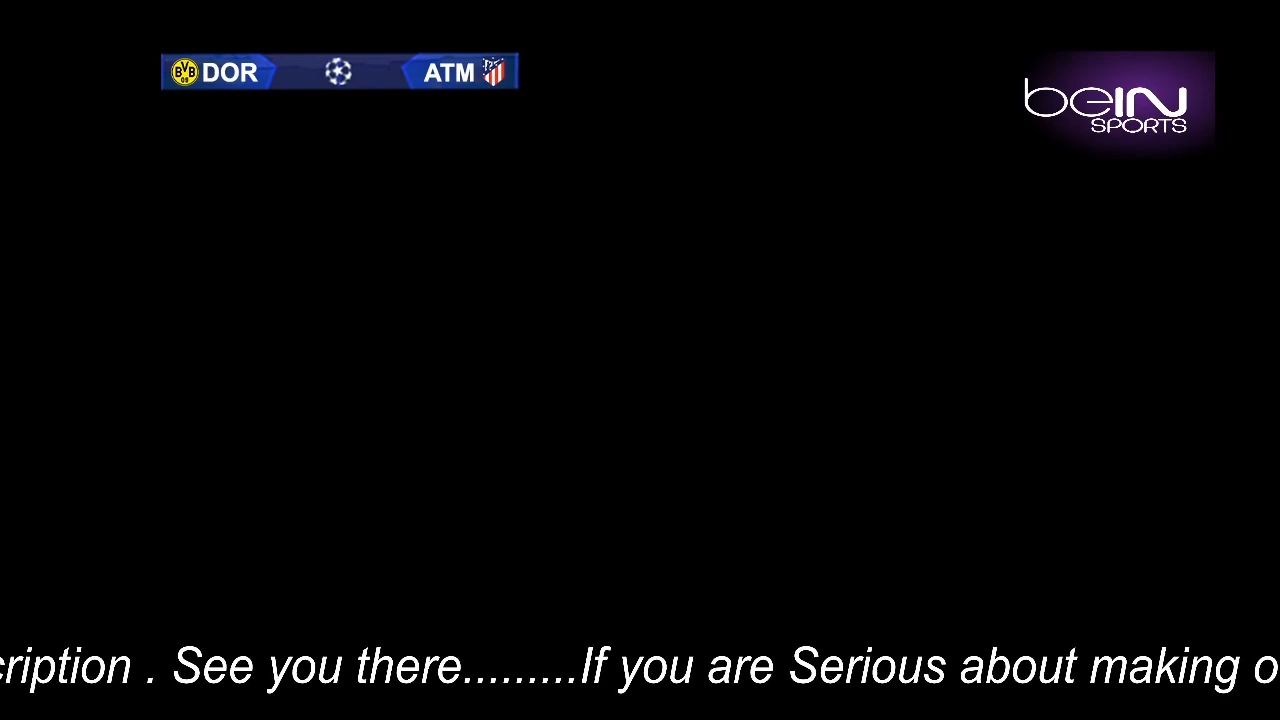 DOR ATM
beIN
SPORTS
cription . See you there.........If you are Serious about making o